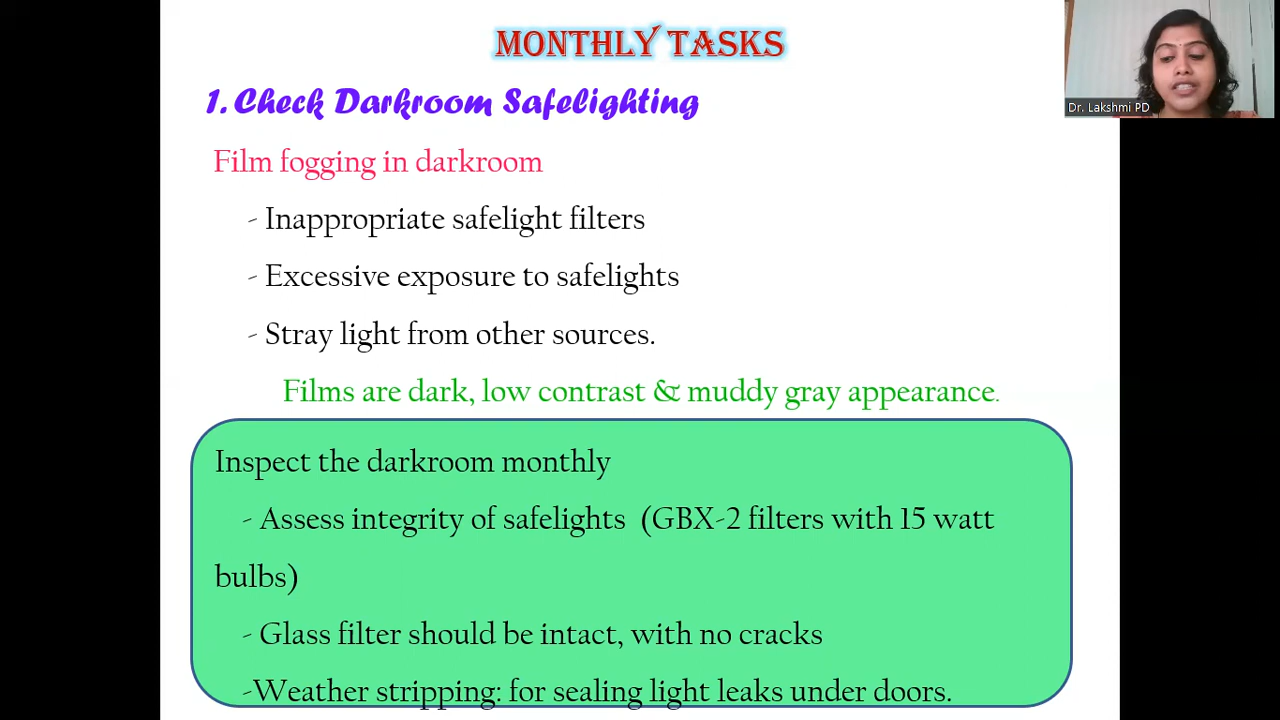 MONTHLY TASKS
Dr. Lakshmi PD
1. Check Darkroom Safelighting
Film fogging in darkroom
- Inappropriate safelight filters
- Excessive exposure to safelights
- Stray light from other sources.
Films are dark, low contrast & muddy gray appearance.
Inspect the darkroom monthly
- Assess integrity of safelights (GBX-2 filters with 15 watt
bulbs)
- Glass filter should be intact, with no cracks
-Weather stripping: for sealing light leaks under doors.